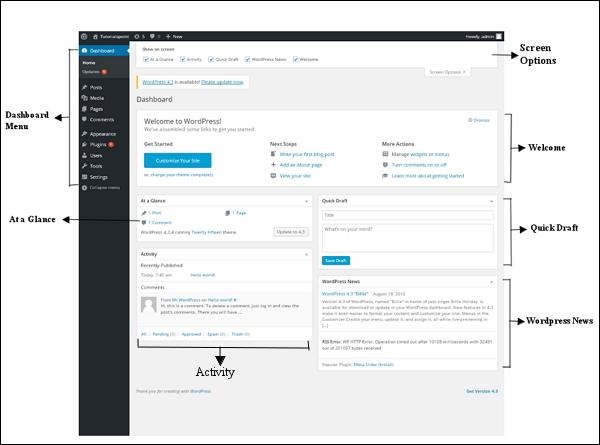 Tutorialspoint 5 0 + New Howdy, admin
Show on screen
At a Glance Activity Quick Draft WordPress News Welcome
Screen Options
Screen
Options
WordPress 4.3 is available! Please update now.
Dashboard
Home
Updates
Posts
Media
Pages
Comments
Appearance
Plugins
Users
Tools
Settings
Collapse menu
Dashboard
Menu
Dashboard
Welcome to WordPress!
We've assembled some links to get you started:
Dismiss
Get Started
Customize Your Site
or, change your theme completely
Next Steps
Write your first blog post
Add an About page
View your site
More Actions
Manage widgets or menus
Turn comments on or off
Learn more about getting started
Welcome
At a Glance
At a Glance
1 Post 1 Page
1 Comment
WordPress 4.2.4 running Twenty Fifteen theme. Update to 4.3
Activity
Recently Published
Today, 7:40 am Hello world!
Comments
From Mr WordPress on Hello world! #
Hi, this is a comment. To delete a comment, just log in and view the
post's comments. There you will have ...
All | Pending (0) | Approved | Spam (0) | Trash (0)
Activity
Quick Draft
Title
What's on your mind?
Save Draft
Quick Draft
WordPress News
WordPress 4.3 "Billie" August 18, 2015
Version 4.3 of WordPress, named "Billie" in honor of jazz singer Billie Holiday, is
available for download or update in your WordPress dashboard. New features in 4.3
make it even easier to format your content and customize your site. Menus in the
Customizer Create your menu, update it, and assign it, all while live-previewing in
[...]
RSS Error: WP HTTP Error: Operation timed out after 10109 milliseconds with 32491
out of 201057 bytes received
Popular Plugin: Meta Slider (Install)
Wordpress News
Thank you for creating with WordPress.
Get Version 4.3